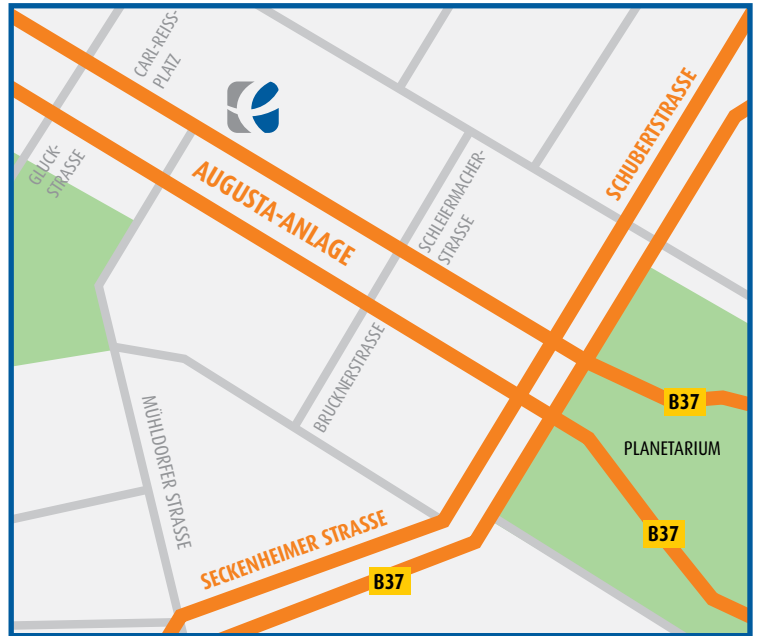 CARL-REISS-
PLATZ
SCHUBERTSTRASSE
GLUCK-
STRASSE
AUGUSTA-ANLAGE
SCHLEIERMACHER-
STRASSE
BRUCKNERSTRASSE
B37
MÜHLDORFER STRASSE
PLANETARIUM
SECKENHEIMER STRASSE
B37
B37